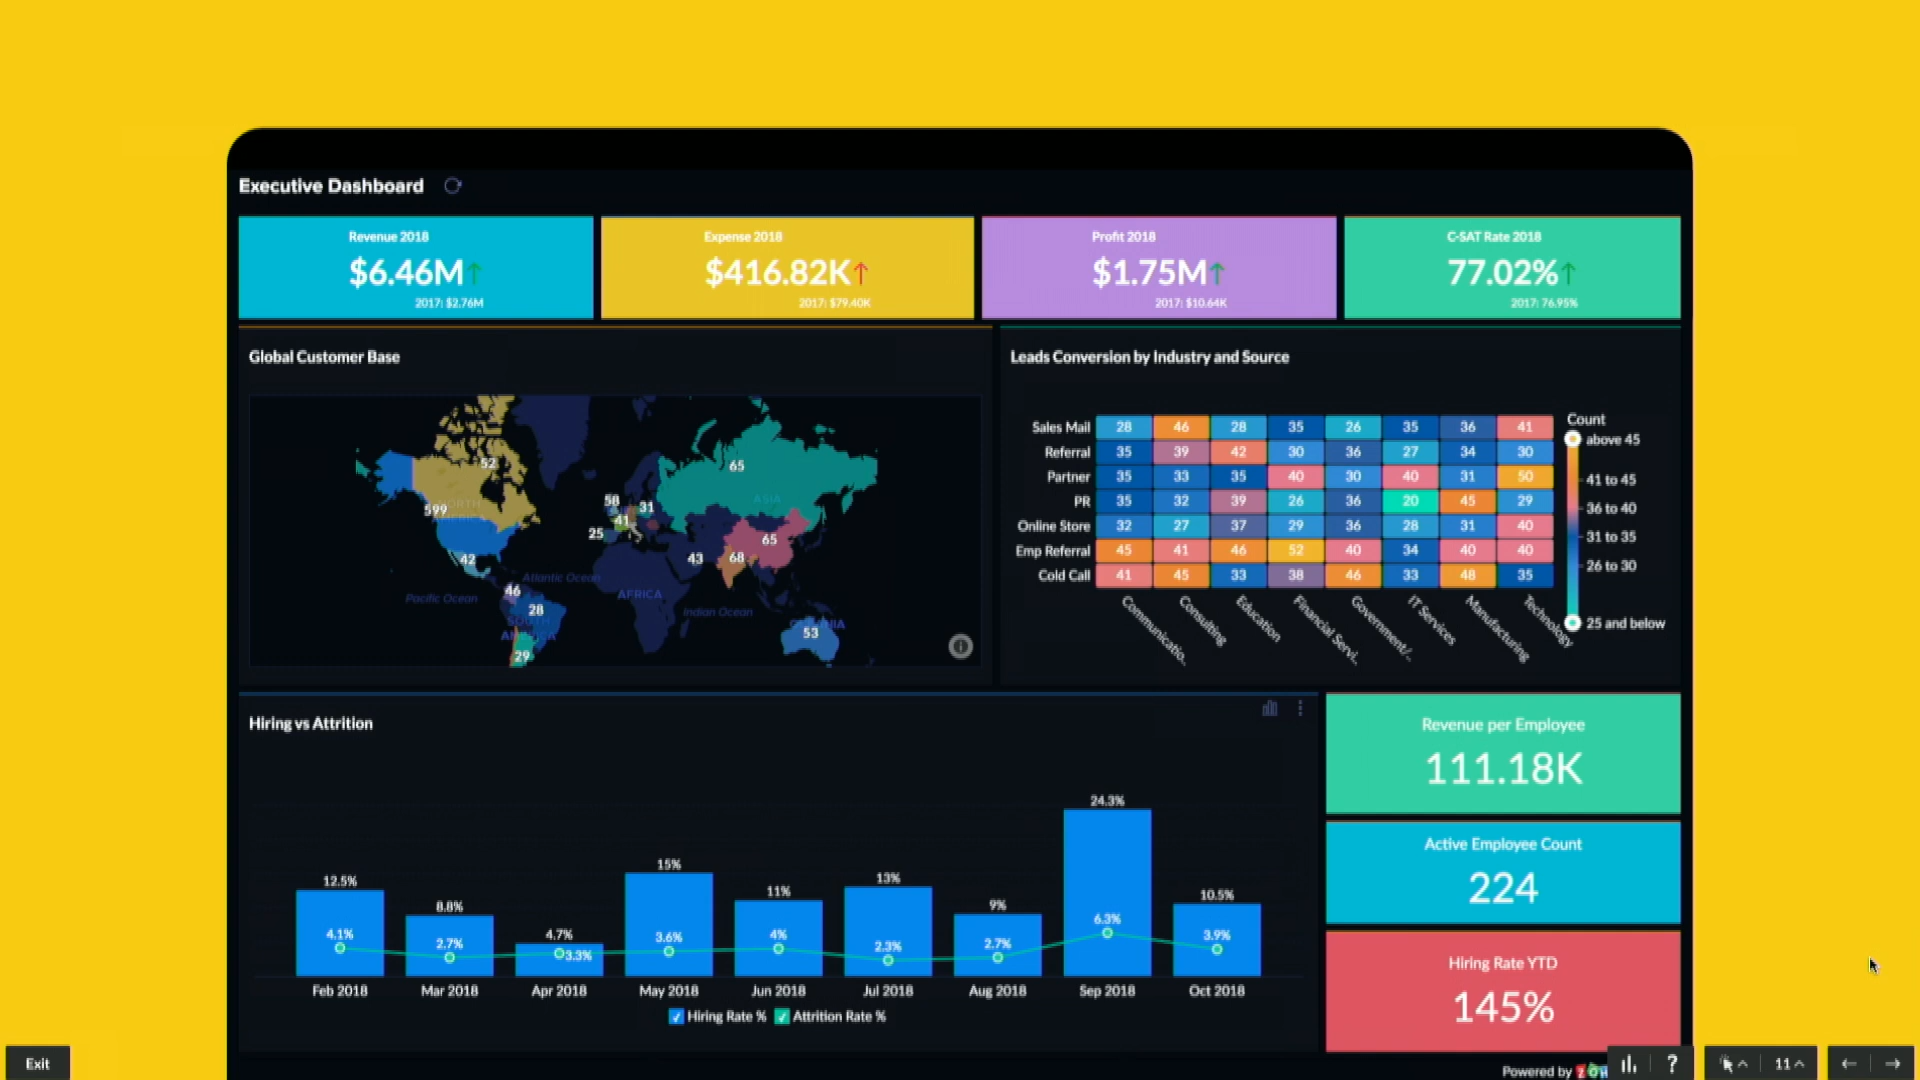 Executive Dashboard
Revenue 2018
$6.46M↑
2017: $2.76M
Expense 2018
$416.82K↑
2017: $79.40K
Profit 2018
$1.75M↑
2017: $10.64K
C-SAT Rate 2018
77.02%↑
2017: 76.95%
Global Customer Base
52
599
NORTH
AMERICA
42
46
28
SOUTH
AMERICA
29
Pacific Ocean
Atlantic Ocean
58
41
31
25
AFRICA
43
68
65
65
ASIA
Indian Ocean
53
Leads Conversion by Industry and Source
Sales Mail 28 46 28 35 26 35 36 41
Referral 35 39 42 30 36 27 34 30
Partner 35 33 35 40 30 40 31 50
PR 35 32 39 26 36 20 45 29
Online Store 32 27 37 29 36 28 31 40
Emp Referral 45 41 46 52 40 34 40 40
Cold Call 41 45 33 38 46 33 48 35
Communicatio.. Consulting Education Financial Servi.. Government/.. IT Services Manufacturing Technology
Count
above 45
41 to 45
36 to 40
31 to 35
26 to 30
25 and below
Hiring vs Attrition
12.5% 8.8% 4.7% 15% 11% 13% 9% 24.3% 10.5%
4.1% 2.7% 3.3% 3.6% 4% 2.3% 2.7% 6.3% 3.9%
Feb 2018 Mar 2018 Apr 2018 May 2018 Jun 2018 Jul 2018 Aug 2018 Sep 2018 Oct 2018
Hiring Rate % Attrition Rate %
Revenue per Employee
111.18K
Active Employee Count
224
Hiring Rate YTD
145%
Powered by
Exit
?
11